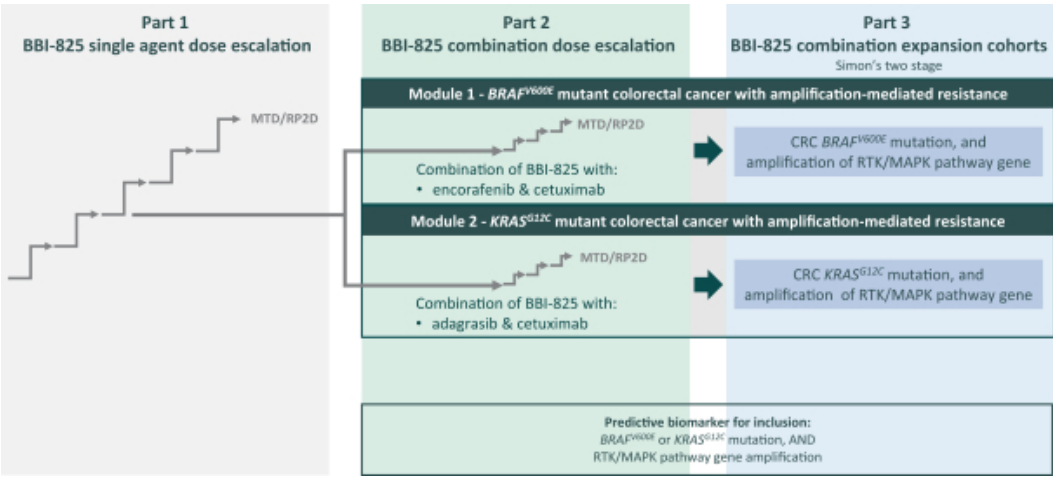 Part 1
BBI-825 single agent dose escalation
MTD/RP2D
Part 2
BBI-825 combination dose escalation
Part 3
BBI-825 combination expansion cohorts
Simon's two stage
Module 1 - BRAFV600E mutant colorectal cancer with amplification-mediated resistance
MTD/RP2D
Combination of BBI-825 with:
• encorafenib & cetuximab
CRC BRAFV600E mutation, and
amplification of RTK/MAPK pathway gene
Module 2 - KRASG12C mutant colorectal cancer with amplification-mediated resistance
MTD/RP2D
Combination of BBI-825 with:
• adagrasib & cetuximab
CRC KRASG12C mutation, and
amplification of RTK/MAPK pathway gene
Predictive biomarker for inclusion:
BRAFV600E or KRASG12C mutation, AND
RTK/MAPK pathway gene amplification